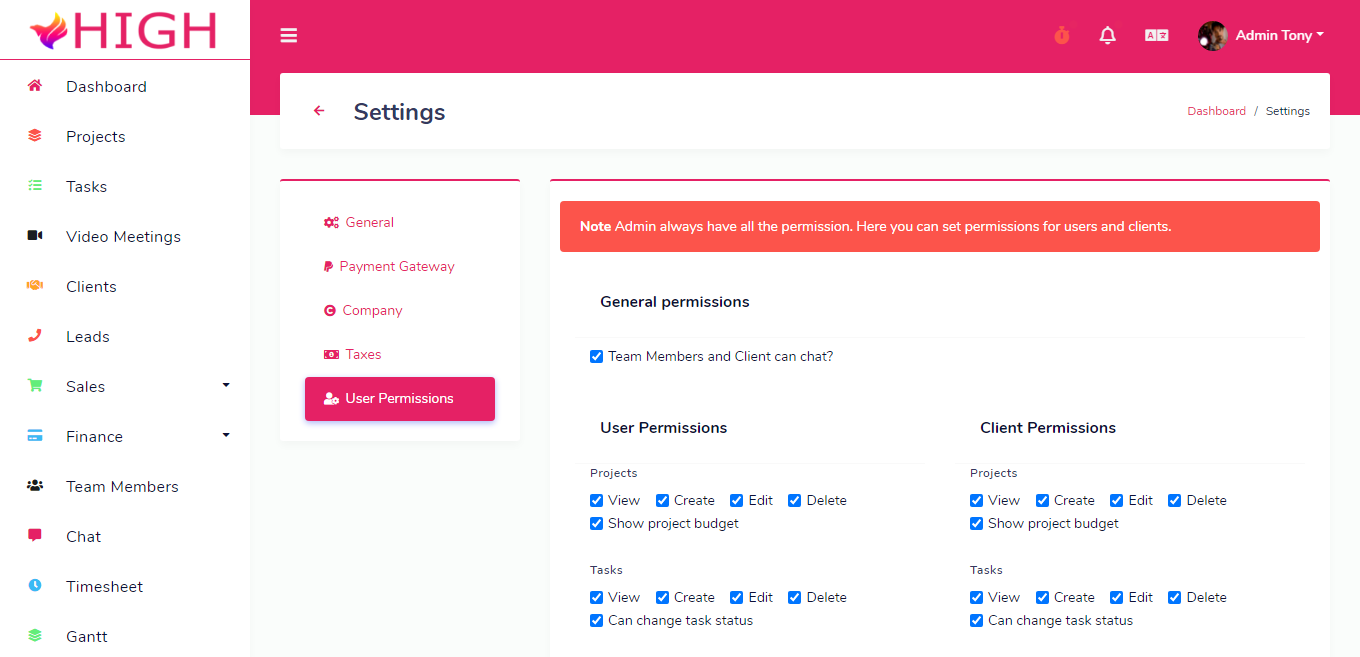 HIGH
Admin Tony
Dashboard
Projects
Tasks
Video Meetings
Clients
Leads
Sales
Finance
Team Members
Chat
Timesheet
Gantt
Settings
Dashboard / Settings
General
Payment Gateway
Company
Taxes
User Permissions
Note Admin always have all the permission. Here you can set permissions for users and clients.
General permissions
Team Members and Client can chat?
User Permissions
Projects
View Create Edit Delete
Show project budget
Tasks
View Create Edit Delete
Can change task status
Client Permissions
Projects
View Create Edit Delete
Show project budget
Tasks
View Create Edit Delete
Can change task status